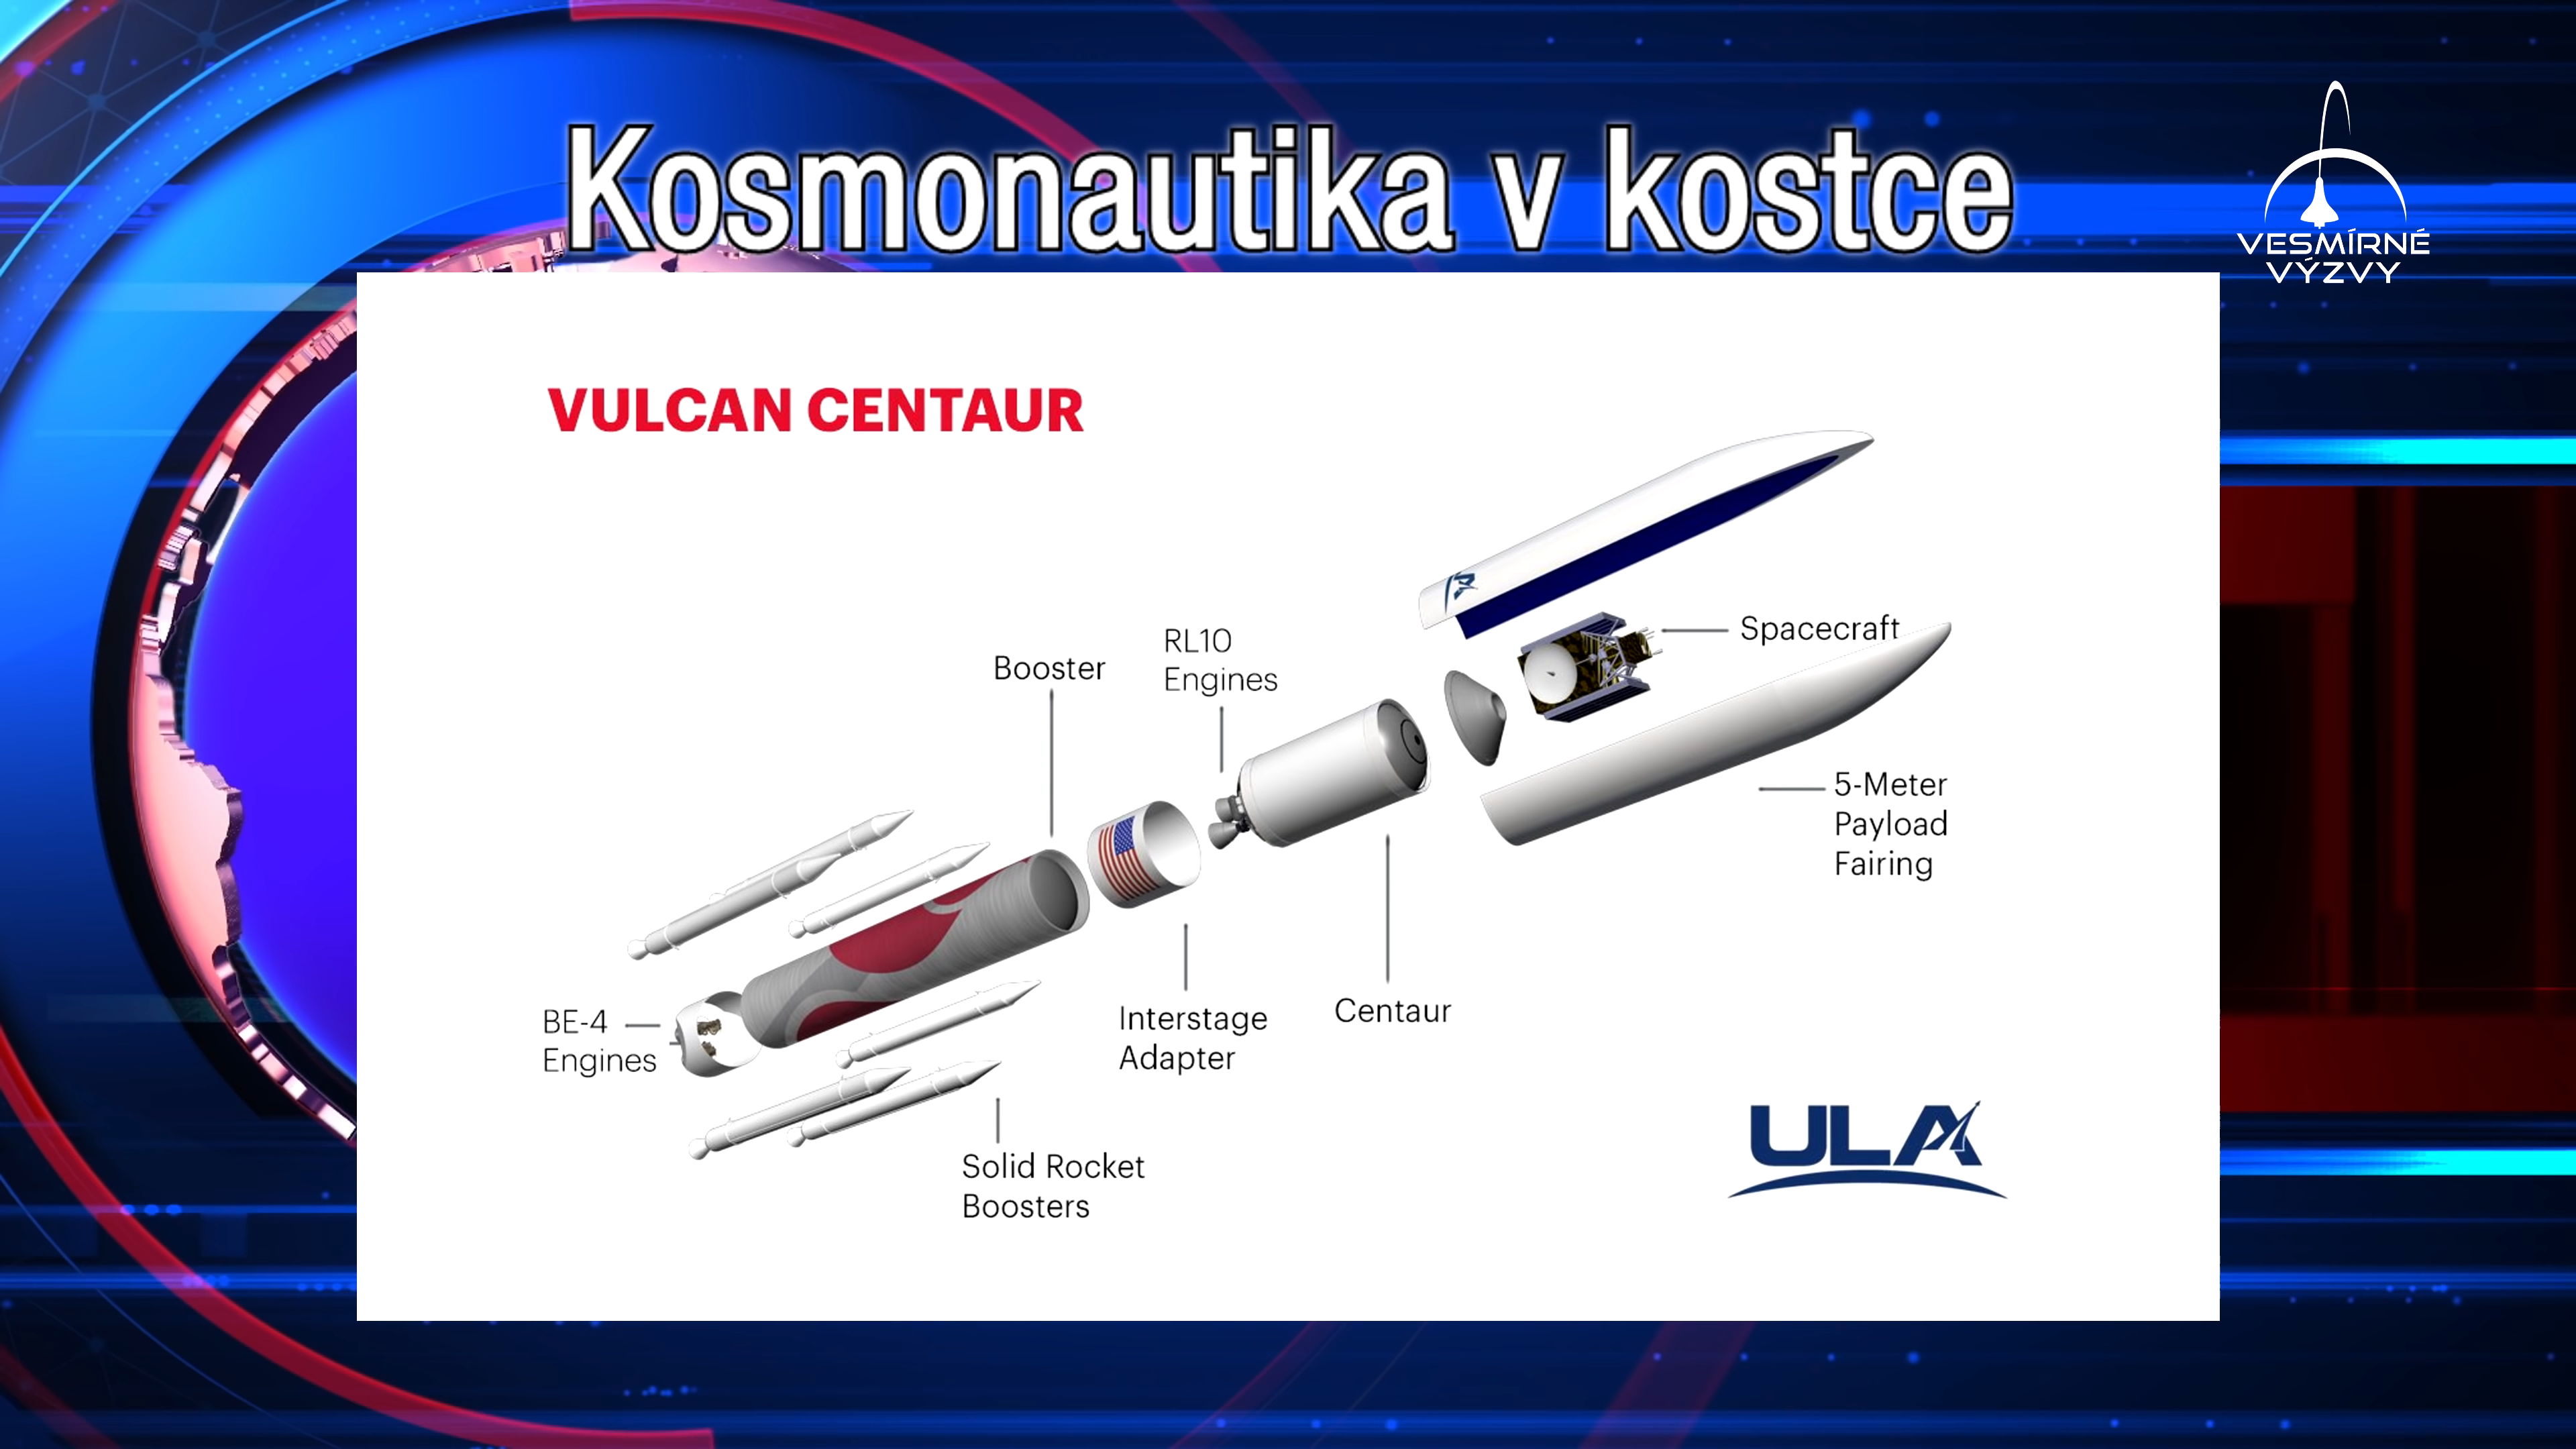 Kosmonautika v kostce
VESMÍRNÉ
VÝZVY
VULCAN CENTAUR
Spacecraft
RL10
Engines
Booster
5-Meter
Payload
Fairing
BE-4
Engines
Interstage
Adapter
Centaur
Solid Rocket
Boosters
ULA